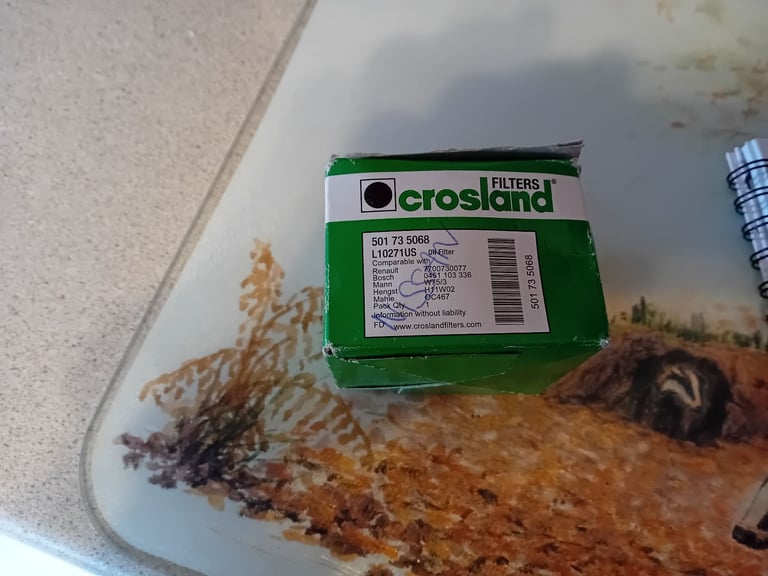 FILTERS
crosland®
501 73 5068
L10271US Oil Filter
Comparable with
Renault 7700730077
Bosch 0451 103 336
Mann W75/3
Hengst H11W02
Mahle OC467
Pack Qty 1
Information without liability
FD www.croslandfilters.com
501 73 5068